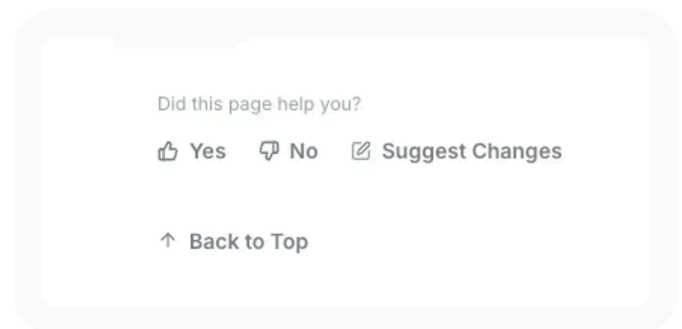 Did this page help you?
Yes No Suggest Changes
Back to Top